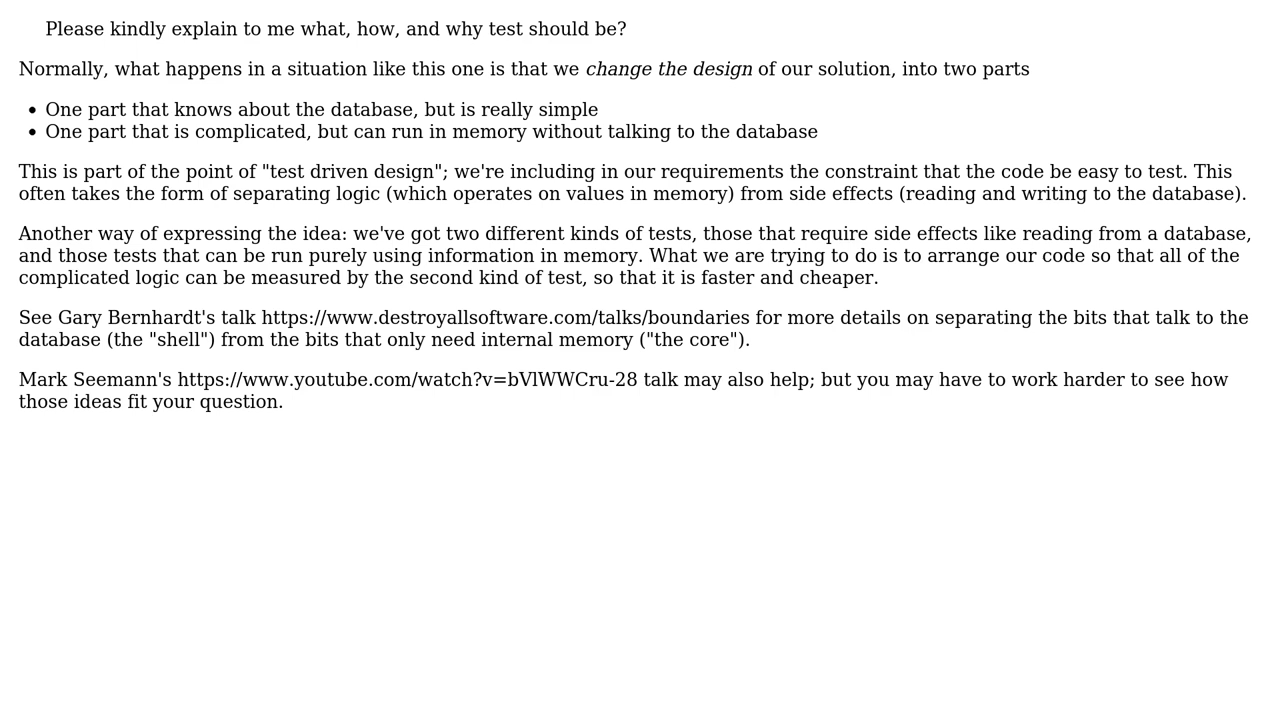 Please kindly explain to me what, how, and why test should be?
Normally, what happens in a situation like this one is that we change the design of our solution, into two parts
• One part that knows about the database, but is really simple
• One part that is complicated, but can run in memory without talking to the database
This is part of the point of "test driven design"; we're including in our requirements the constraint that the code be easy to test. This
often takes the form of separating logic (which operates on values in memory) from side effects (reading and writing to the database).
Another way of expressing the idea: we've got two different kinds of tests, those that require side effects like reading from a database,
and those tests that can be run purely using information in memory. What we are trying to do is to arrange our code so that all of the
complicated logic can be measured by the second kind of test, so that it is faster and cheaper.
See Gary Bernhardt's talk https://www.destroyallsoftware.com/talks/boundaries for more details on separating the bits that talk to the
database (the "shell") from the bits that only need internal memory ("the core").
Mark Seemann's https://www.youtube.com/watch?v=bVlWWCru-28 talk may also help; but you may have to work harder to see how
those ideas fit your question.